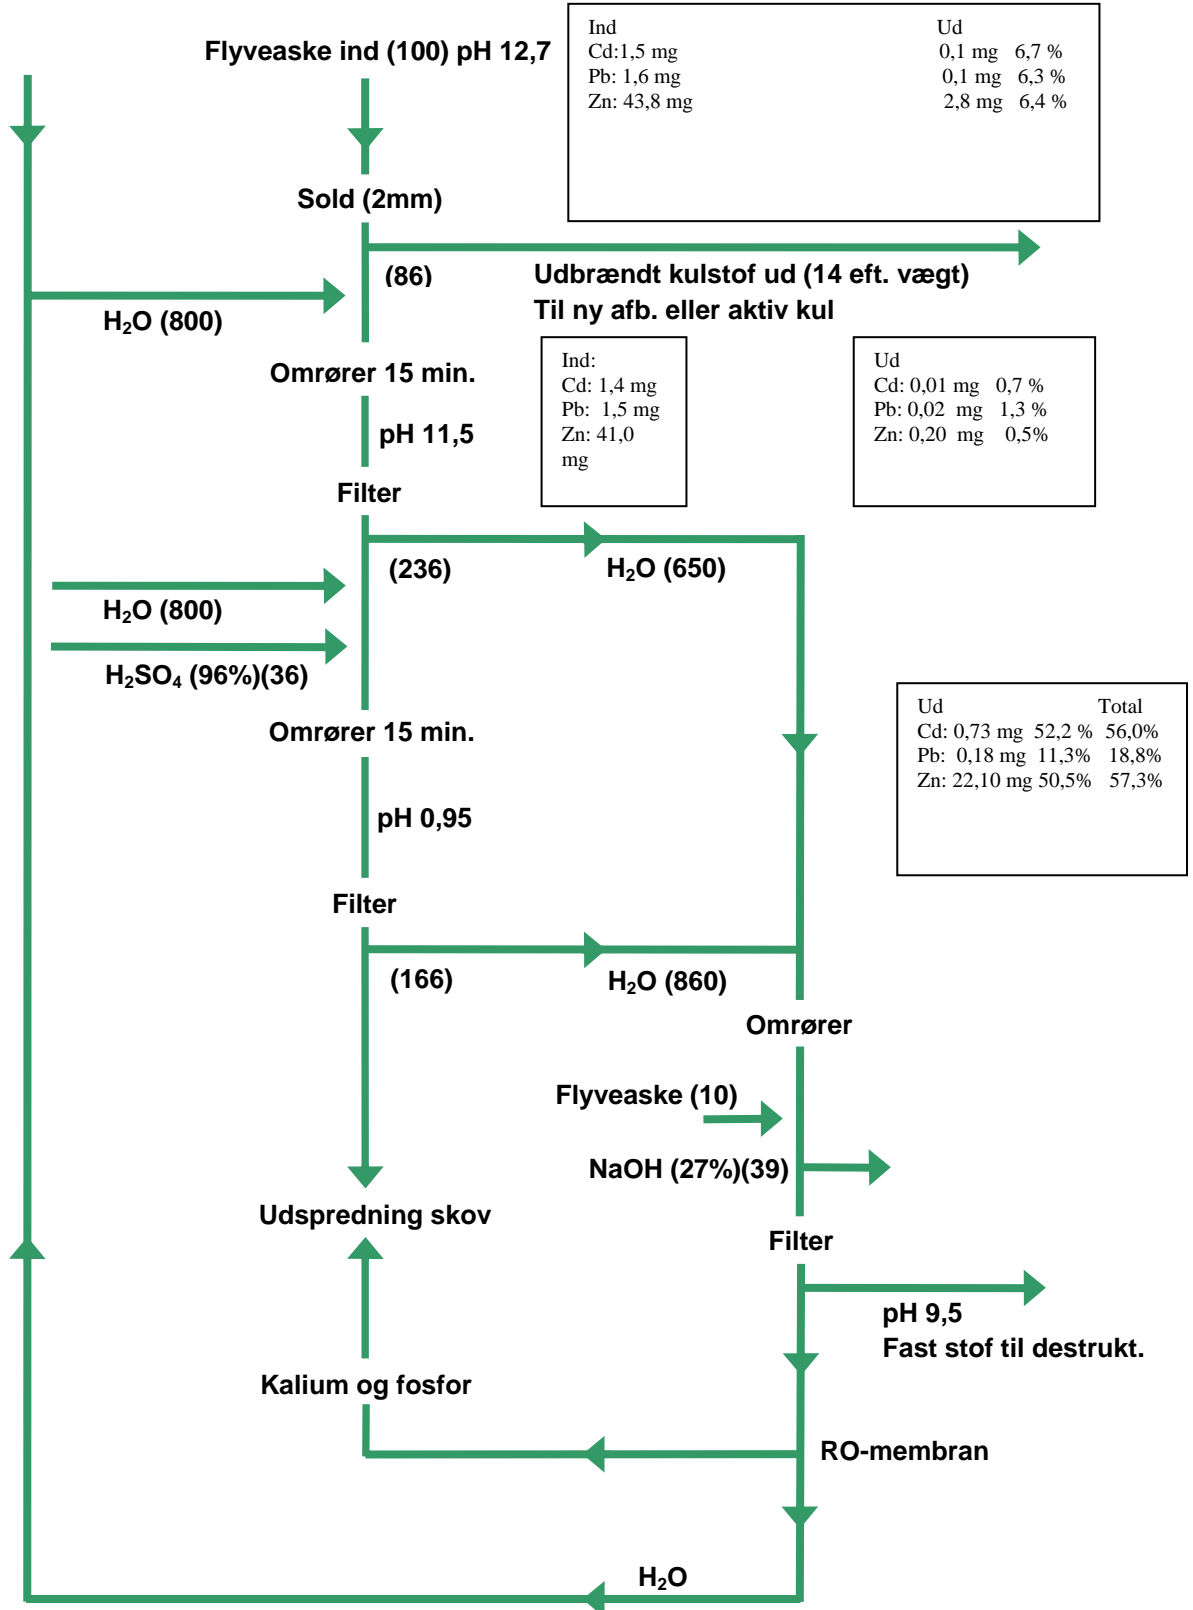 Flyveaske ind (100) pH 12,7
Ind Ud
Cd:1,5 mg 0,1 mg 6,7 %
Pb: 1,6 mg 0,1 mg 6,3 %
Zn: 43,8 mg 2,8 mg 6,4 %
Sold (2mm)
(86)
Udbrændt kulstof ud (14 eft. vægt)
Til ny afb. eller aktiv kul
H₂O (800)
Omrører 15 min.
pH 11,5
Filter
Ind:
Cd: 1,4 mg
Pb: 1,5 mg
Zn: 41,0
mg
Ud
Cd: 0,01 mg 0,7 %
Pb: 0,02 mg 1,3 %
Zn: 0,20 mg 0,5%
(236)
H₂O (650)
H₂O (800)
H₂SO₄ (96%)(36)
Omrører 15 min.
Ud Total
Cd: 0,73 mg 52,2 % 56,0%
Pb: 0,18 mg 11,3% 18,8%
Zn: 22,10 mg 50,5% 57,3%
pH 0,95
Filter
(166)
H₂O (860)
Omrører
Flyveaske (10)
NaOH (27%)(39)
Udspredning skov
Filter
pH 9,5
Fast stof til destrukt.
Kalium og fosfor
RO-membran
H₂O